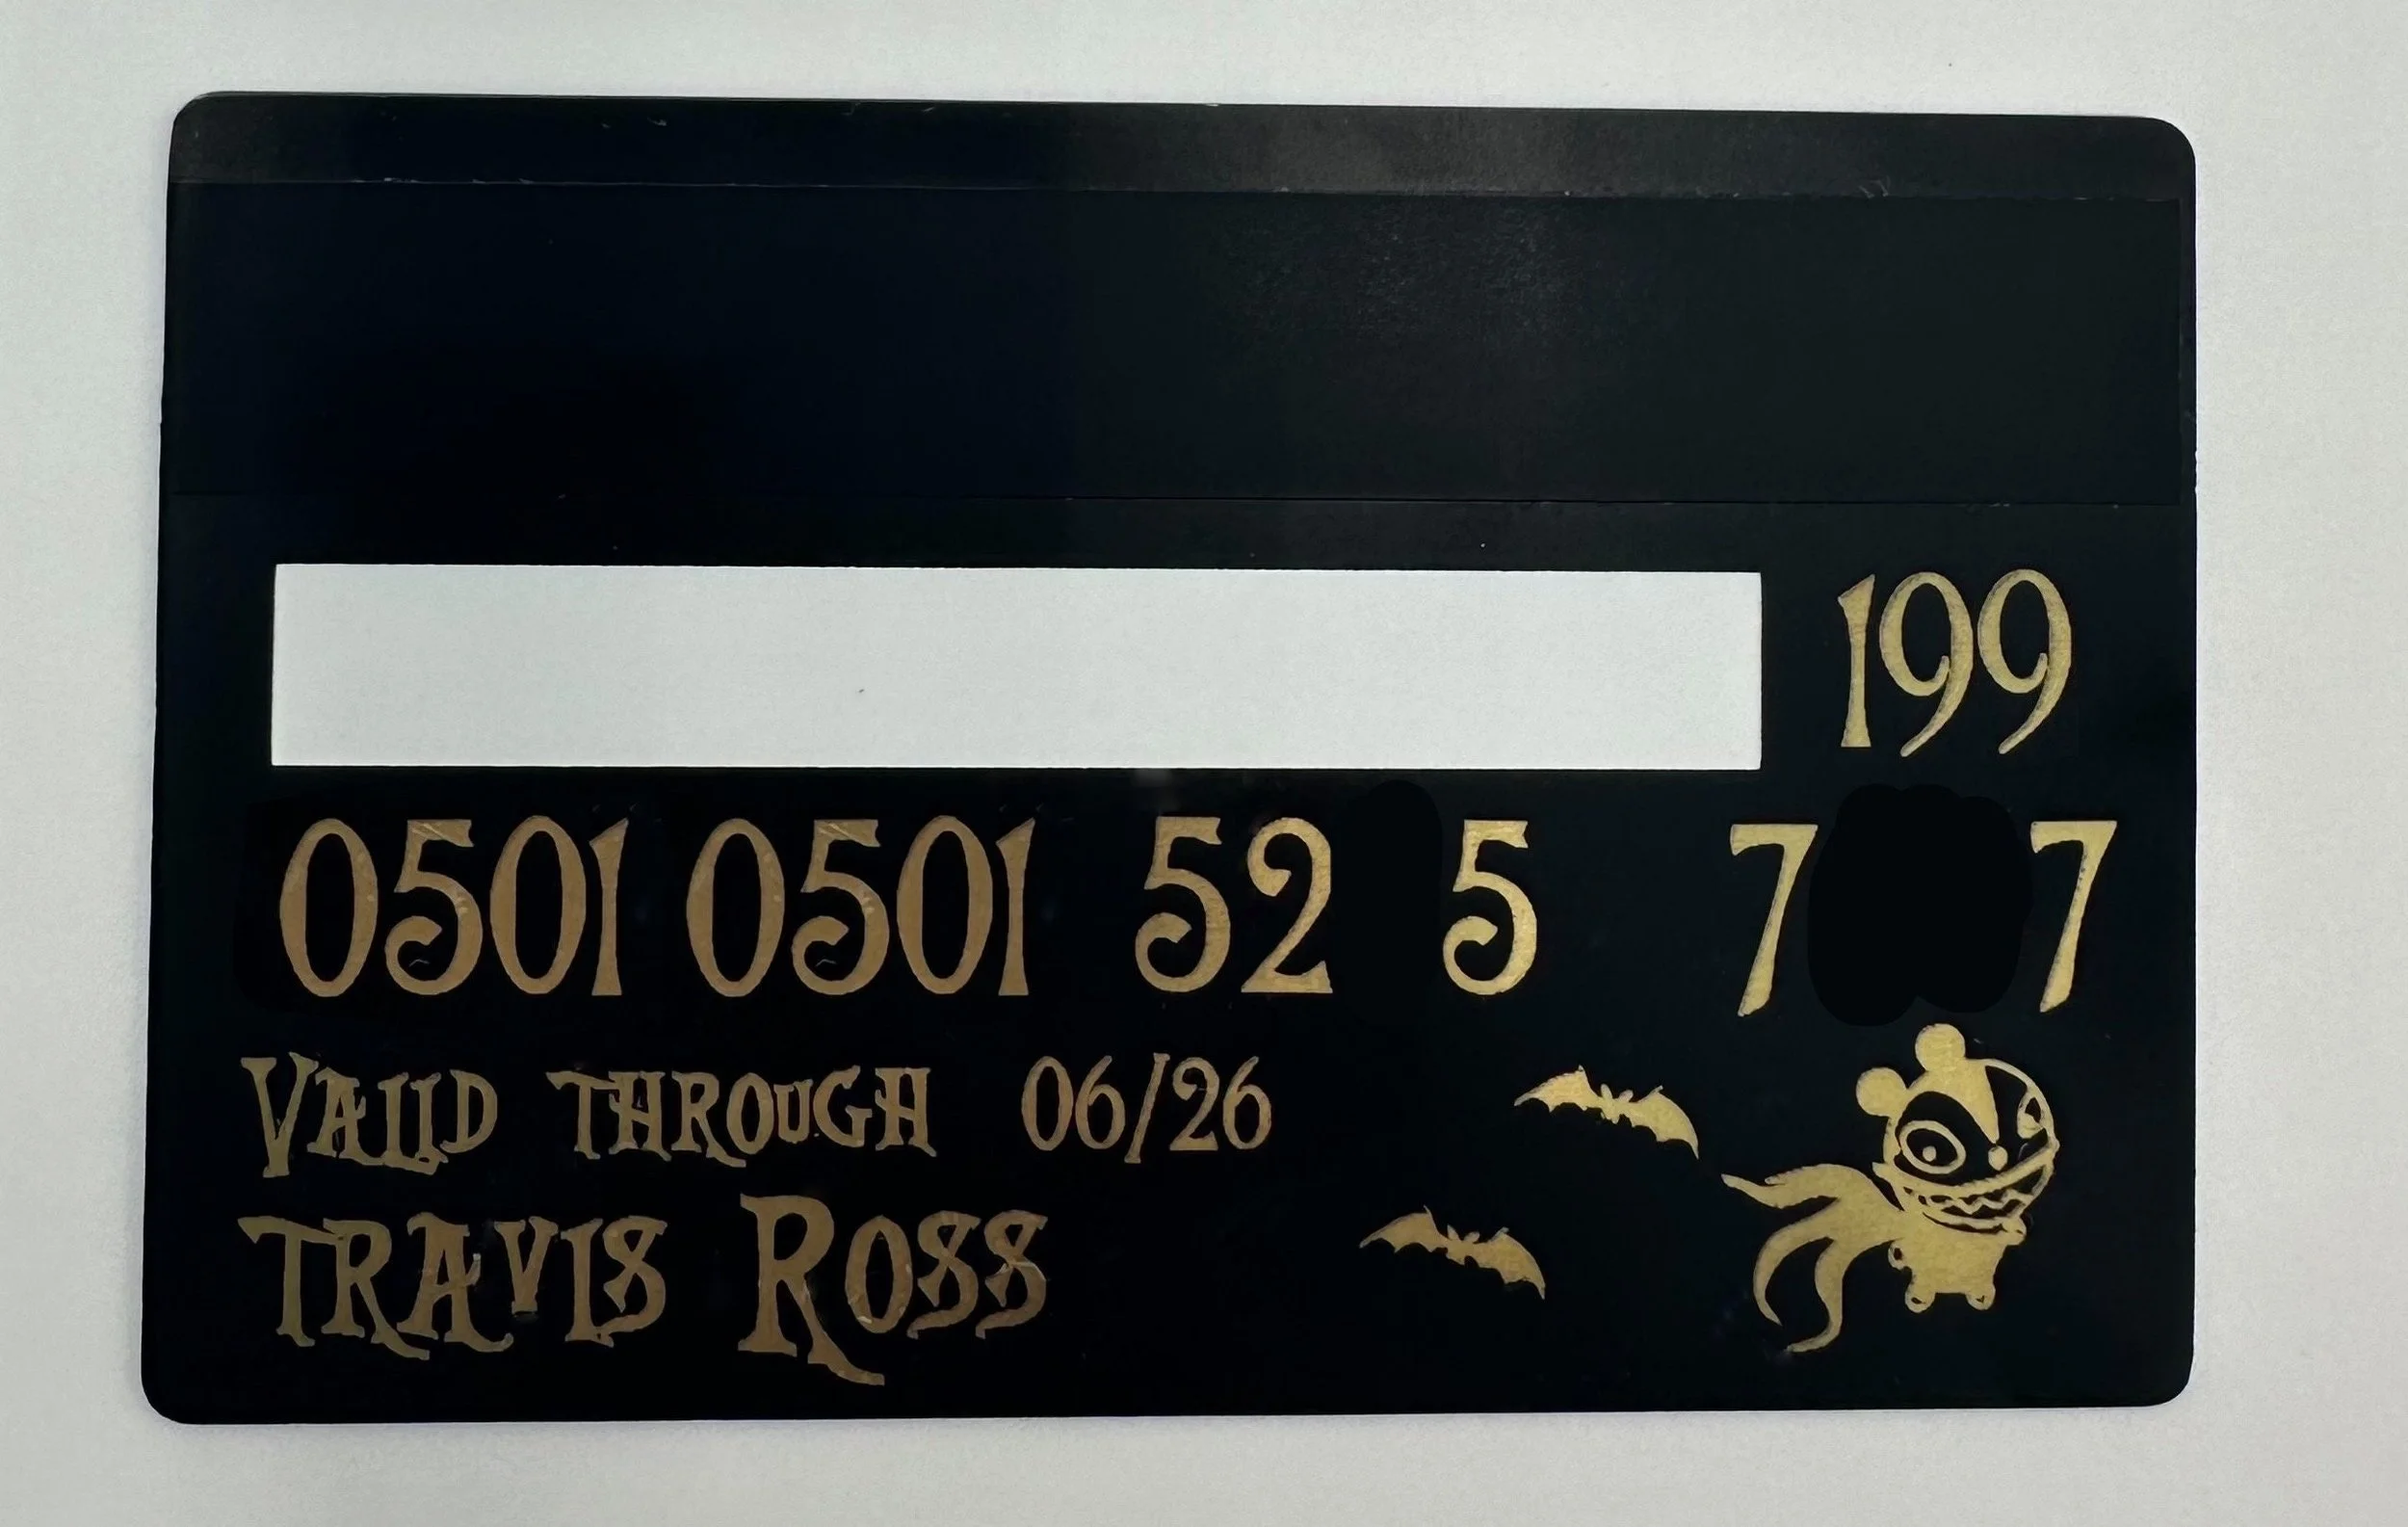 199
0501 0501 52 5 7 7
VALID THROUGH 06/26
TRAVIS ROSS